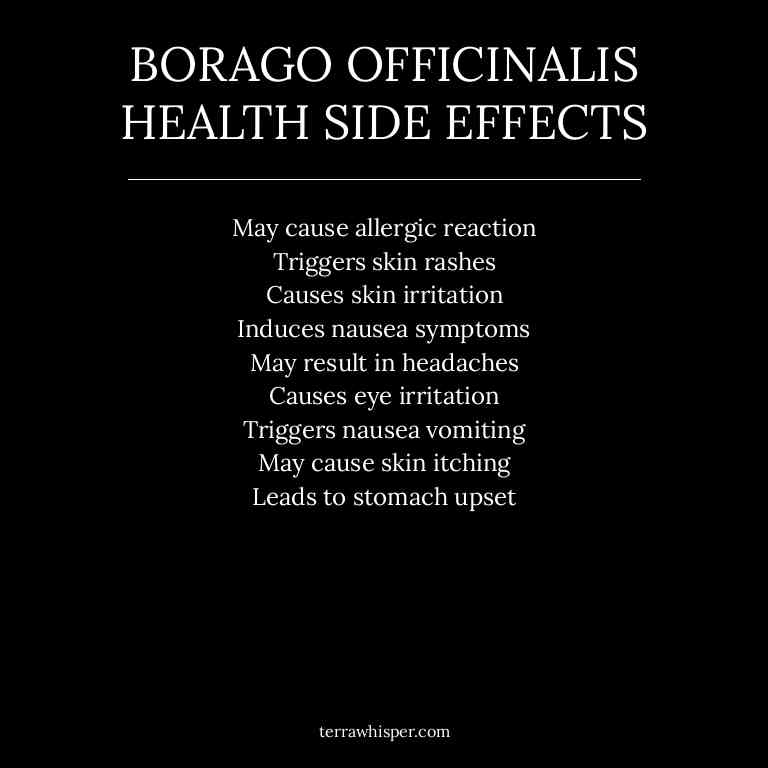 BORAGO OFFICINALIS
HEALTH SIDE EFFECTS
May cause allergic reaction
Triggers skin rashes
Causes skin irritation
Induces nausea symptoms
May result in headaches
Causes eye irritation
Triggers nausea vomiting
May cause skin itching
Leads to stomach upset
terrawhisper.com